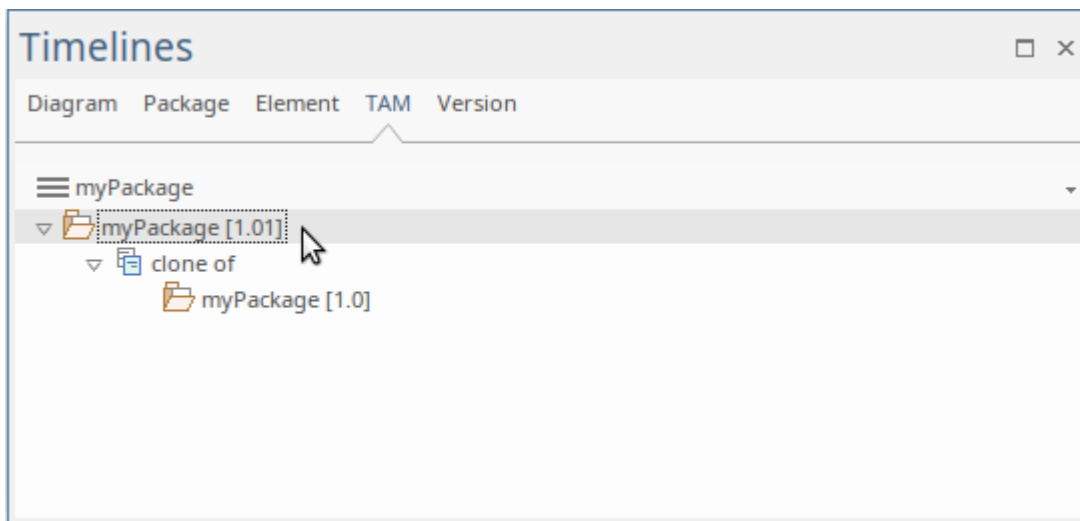 Timelines
Diagram Package Element TAM Version
myPackage
myPackage [1.01]
clone of
myPackage [1.0]